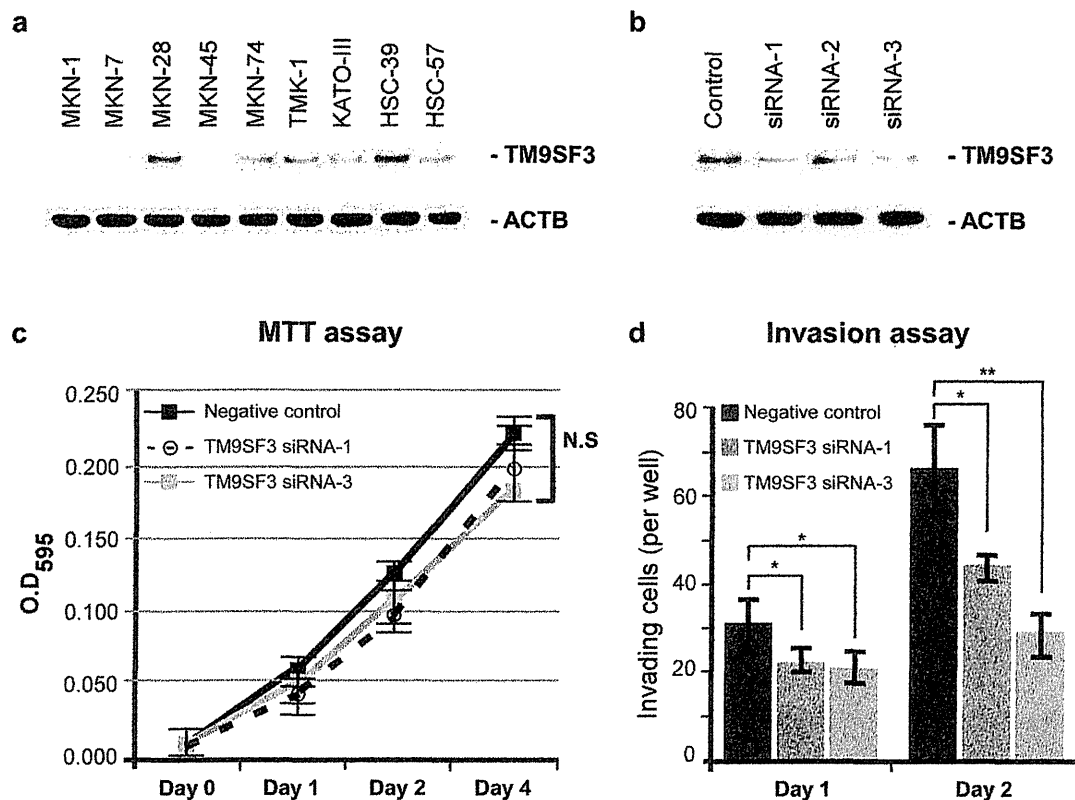 a
MKN-1
MKN-7
MKN-28
MKN-45
MKN-74
TMK-1
KATO-III
HSC-39
HSC-57
- TM9SF3
- ACTB
b
Control
siRNA-1
siRNA-2
siRNA-3
- TM9SF3
- ACTB
c
MTT assay
O.D595
0.250
0.200
0.150
0.100
0.050
0.000
Negative control
TM9SF3 siRNA-1
TM9SF3 siRNA-3
N.S
Day 0
Day 1
Day 2
Day 4
d
Invasion assay
Invading cells (per well)
80
60
40
20
0
Negative control
TM9SF3 siRNA-1
TM9SF3 siRNA-3
*
*
*
**
Day 1
Day 2